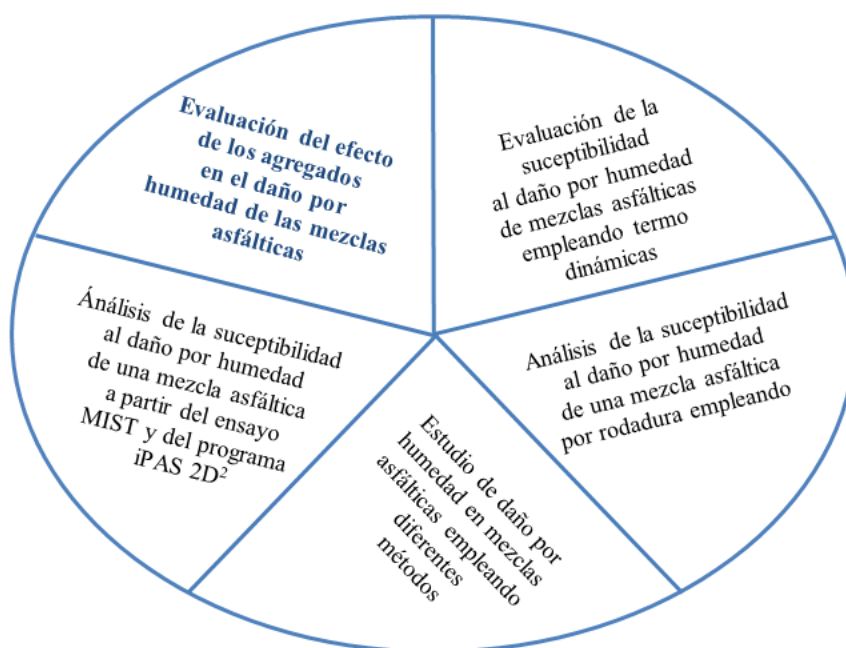 Evaluación del efecto
de los agregados
en el daño por
humedad de las mezclas
asfálticas
Evaluación de la
suceptibilidad
al daño por humedad
de mezclas asfálticas
empleando termo
dinámicas
Ánálisis de la suceptibilidad
al daño por humedad
de una mezcla asfáltica
a partir del ensayo
MIST y del programa
iPAS 2D²
Análisis de la suceptibilidad
al daño por humedad
de una mezcla asfáltica
por rodadura empleando
Estudio de daño por
humedad en mezclas
asfálticas empleando
diferentes
métodos